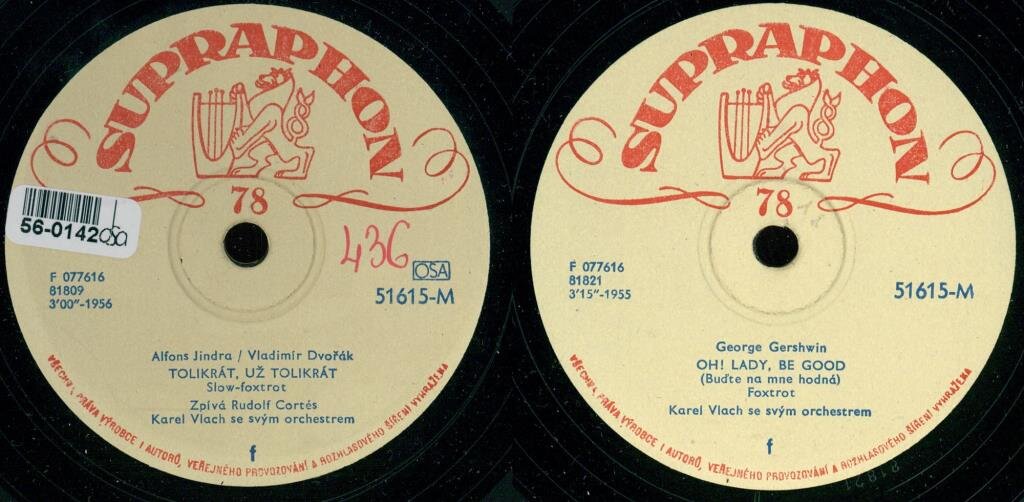 SUPRAPHON
78
56-0142 osa
436
OSA
F 077616
81809
3'00"-1956
51615-M
Alfons Jindra / Vladimír Dvořák
TOLIKRÁT, UŽ TOLIKRÁT
Slow-foxtrot
Zpívá Rudolf Cortés
Karel Vlach se svým orchestrem
f
VŠECHNA PRÁVA VÝROBCE I AUTORŮ, VEŘEJNÉHO PROVOZOVÁNÍ A ROZHLASOVÉHO ŠÍŘENÍ VYHRAŽENA
SUPRAPHON
78
F 077616
81821
3'15"-1955
51615-M
George Gershwin
OH! LADY, BE GOOD
(Buďte na mne hodná)
Foxtrot
Karel Vlach se svým orchestrem
f
VŠECHNA PRÁVA VÝROBCE I AUTORŮ, VEŘEJNÉHO PROVOZOVÁNÍ A ROZHLASOVÉHO ŠÍŘENÍ VYHRAŽENA
81821